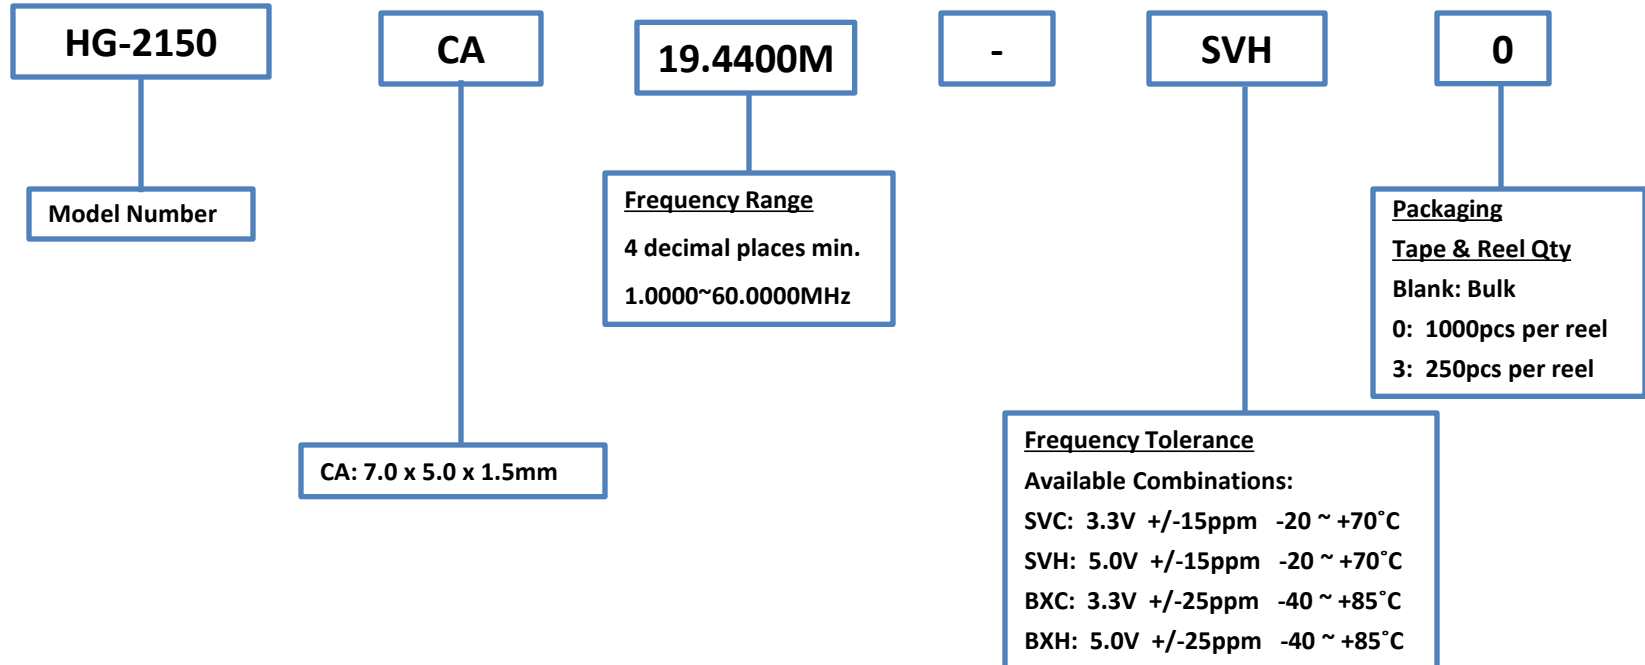 HG-2150
CA
19.4400M
-
SVH
0
Model Number
CA: 7.0 x 5.0 x 1.5mm
Frequency Range
4 decimal places min.
1.0000~60.0000MHz
Frequency Tolerance
Available Combinations:
SVC: 3.3V +/-15ppm -20 ~ +70˚C
SVH: 5.0V +/-15ppm -20 ~ +70˚C
BXC: 3.3V +/-25ppm -40 ~ +85˚C
BXH: 5.0V +/-25ppm -40 ~ +85˚C
Packaging
Tape & Reel Qty
Blank: Bulk
0: 1000pcs per reel
3: 250pcs per reel